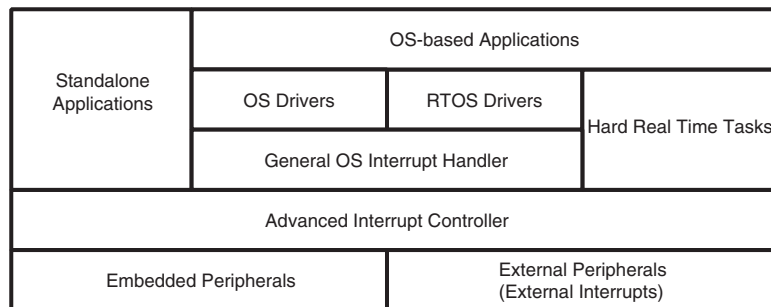 OS-based Applications
Standalone
Applications
OS Drivers
RTOS Drivers
Hard Real Time Tasks
General OS Interrupt Handler
Advanced Interrupt Controller
Embedded Peripherals
External Peripherals
(External Interrupts)